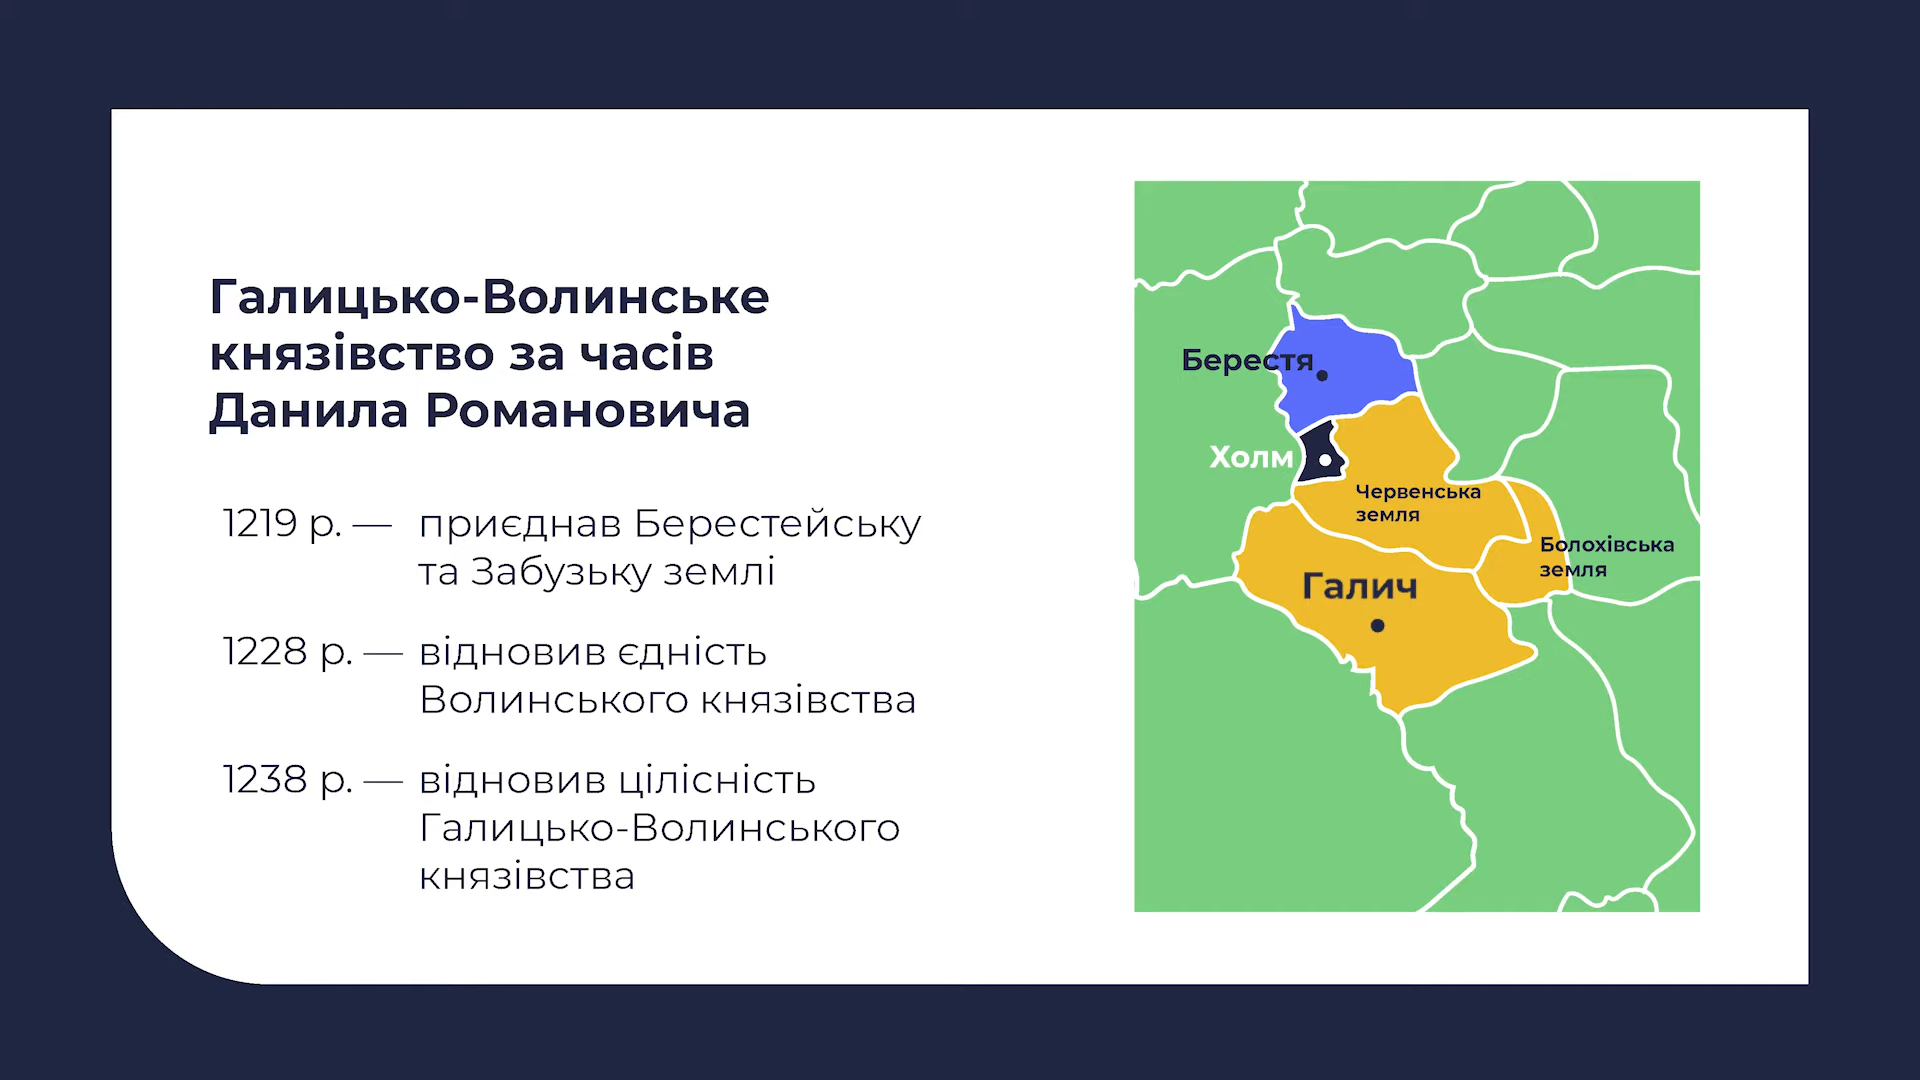 Галицько-Волинське
князівство за часів
Данила Романовича
1219 р. — приєднав Берестейську
та Забузьку землі
1228 р. — відновив єдність
Волинського князівства
1238 р. — відновив цілісність
Галицько-Волинського
князівства
Берестя
Холм
Червенська
земля
Болохівська
земля
Галич